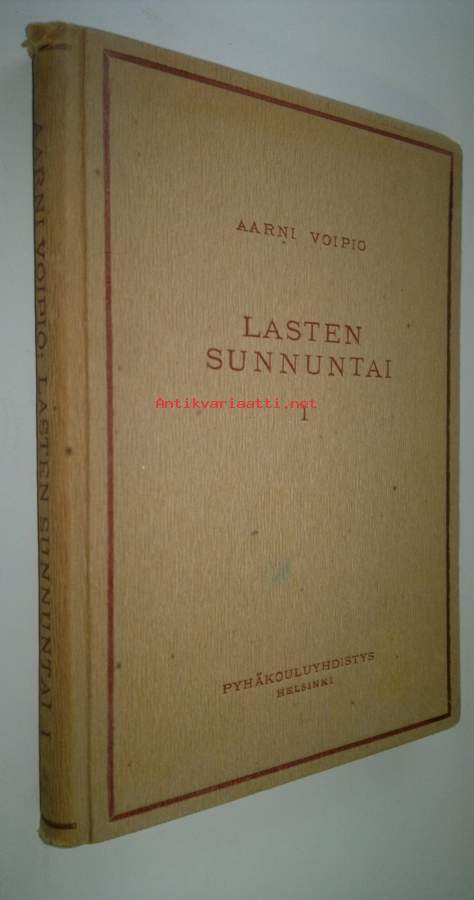 AARNI VOIPIO
LASTEN
SUNNUNTAI
I
Antikvariaatti.net
PYHÄKOULUYHDISTYS
HELSINKI
AARNI VOIPIO: LASTEN SUNNUNTAI I